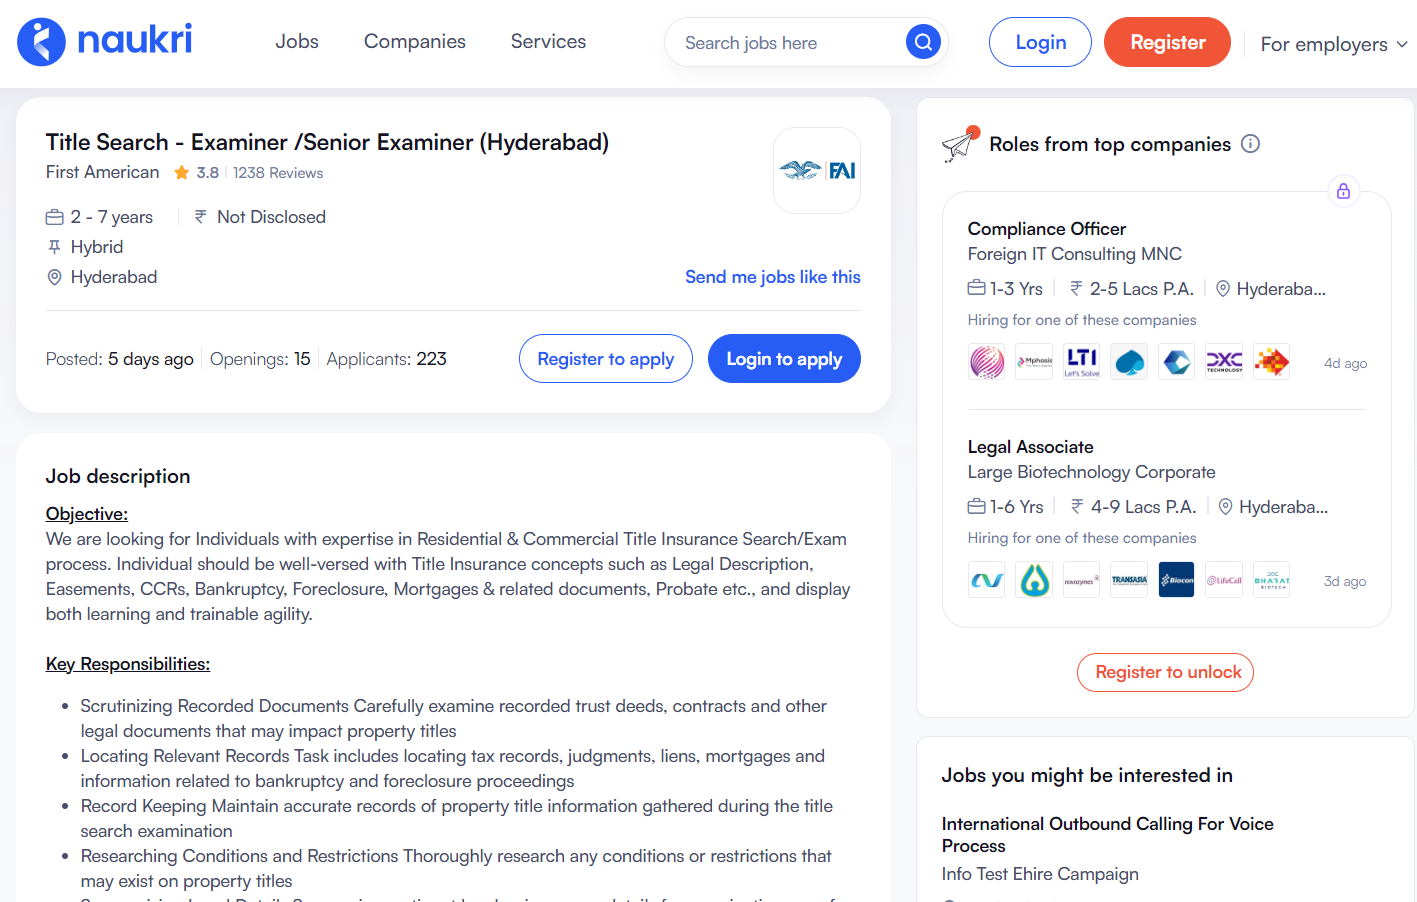 naukri
Jobs
Companies
Services
Search jobs here
Login
Register
For employers
Title Search - Examiner /Senior Examiner (Hyderabad)
First American
3.8
1238 Reviews
FAI
2 - 7 years
₹ Not Disclosed
Hybrid
Hyderabad
Send me jobs like this
Posted: 5 days ago
Openings: 15
Applicants: 223
Register to apply
Login to apply
Job description
Objective:
We are looking for Individuals with expertise in Residential & Commercial Title Insurance Search/Exam
process. Individual should be well-versed with Title Insurance concepts such as Legal Description,
Easements, CCRs, Bankruptcy, Foreclosure, Mortgages & related documents, Probate etc., and display
both learning and trainable agility.
Key Responsibilities:
• Scrutinizing Recorded Documents Carefully examine recorded trust deeds, contracts and other
legal documents that may impact property titles
• Locating Relevant Records Task includes locating tax records, judgments, liens, mortgages and
information related to bankruptcy and foreclosure proceedings
• Record Keeping Maintain accurate records of property title information gathered during the title
search examination
• Researching Conditions and Restrictions Thoroughly research any conditions or restrictions that
may exist on property titles
Roles from top companies
Compliance Officer
Foreign IT Consulting MNC
1-3 Yrs
₹ 2-5 Lacs P.A.
Hyderaba...
Hiring for one of these companies
Mphasis
LTI
Let's Solve
DXC
TECHNOLOGY
4d ago
Legal Associate
Large Biotechnology Corporate
1-6 Yrs
₹ 4-9 Lacs P.A.
Hyderaba...
Hiring for one of these companies
novozymes
TRANSASIA
Biocon
LifeCell
BHARAT
BIOTECH
3d ago
Register to unlock
Jobs you might be interested in
International Outbound Calling For Voice
Process
Info Test Ehire Campaign